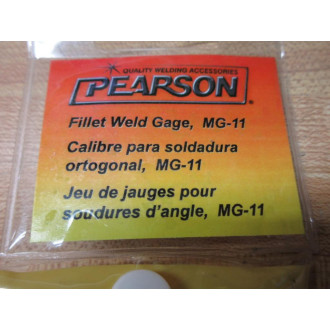 QUALITY WELDING ACCESSORIES
PEARSON
Fillet Weld Gage, MG-11
Calibre para soldadura
ortogonal, MG-11
Jeu de jauges pour
soudures d'angle, MG-11